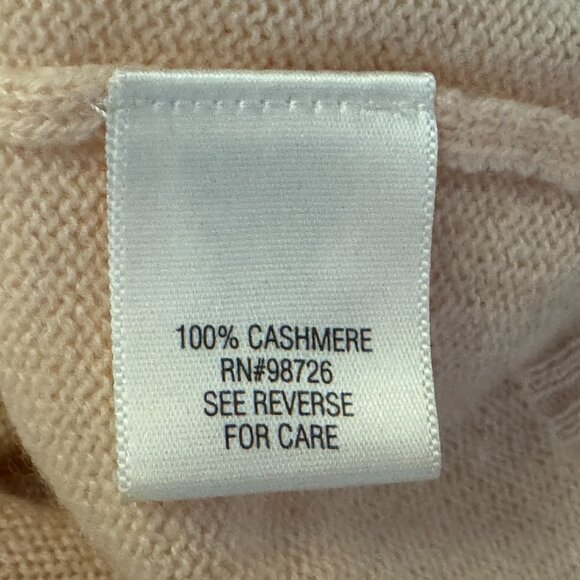 100% CASHMERE
RN#98726
SEE REVERSE
FOR CARE